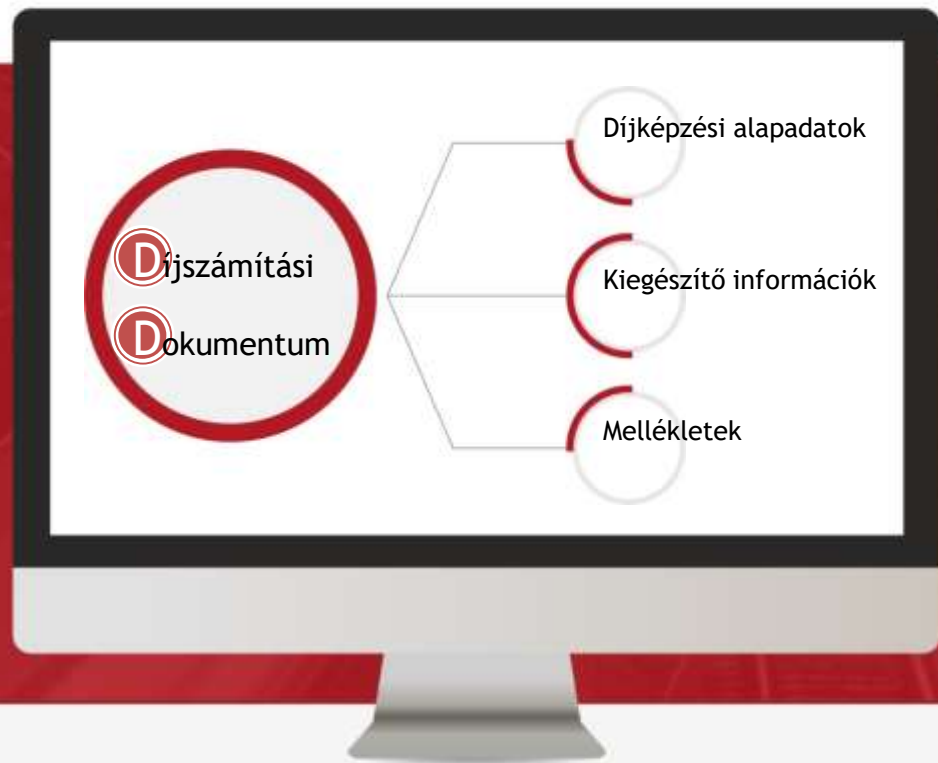 Díjszámítási
Dokumentum
Díjképzési alapadatok
Kiegészítő információk
Mellékletek